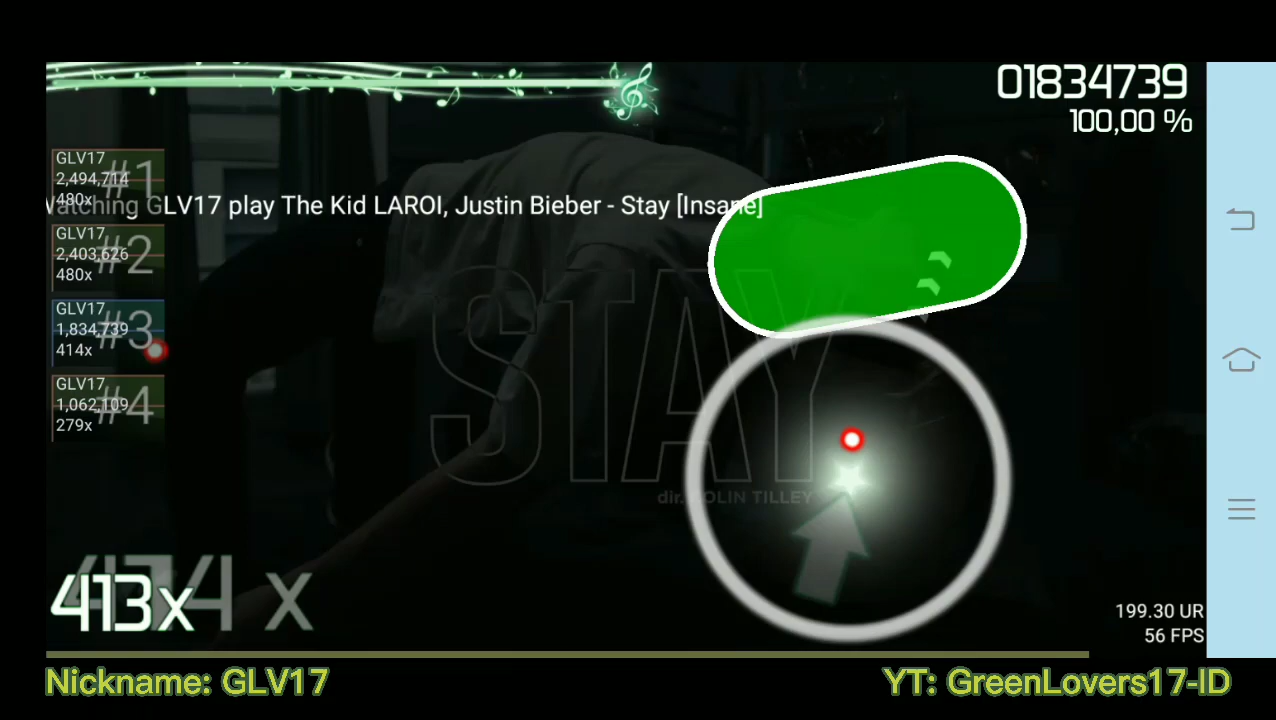 01834739
100,00 %
GLV17
2,494,714
480x
#1
Watching GLV17 play The Kid LAROI, Justin Bieber - Stay [Insane]
GLV17
2,403,626
480x
#2
GLV17
1,834,739
414x
#3
GLV17
1,062,109
279x
#4
STAY
dir. COLIN TILLEY
413x
414 x
199.30 UR
56 FPS
Nickname: GLV17
YT: GreenLovers17-ID